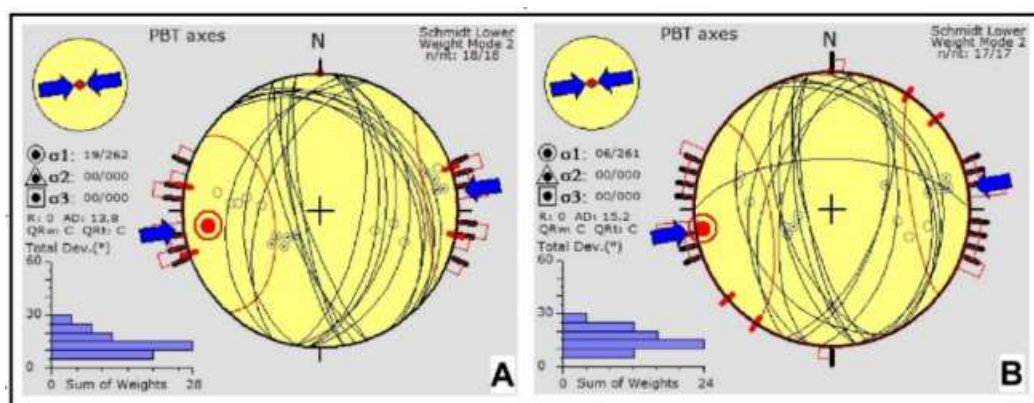 PBT axes
N
Schmidt Lower
Weight Mode 2
n/nt: 18/18
σ1: 19/262
σ2: 00/000
σ3: 00/000
R: 0 AD: 13.8
QRw: C QRt: C
Total Dev.(°)
60
30
0
0 Sum of Weights 28
A
PBT axes
N
Schmidt Lower
Weight Mode 2
n/nt: 17/17
σ1: 06/261
σ2: 00/000
σ3: 00/000
R: 0 AD: 15.2
QRw: C QRt: C
Total Dev.(°)
60
30
0
0 Sum of Weights 24
B